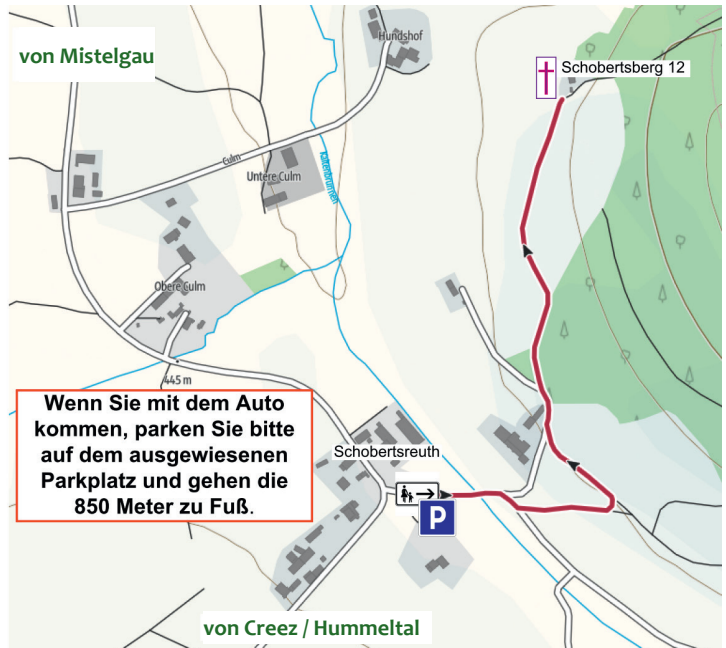 von Mistelgau
Hundshof
Schobertsberg 12
Culm
Untere Culm
Kaltenbrunnen
Obere Culm
445 m
Wenn Sie mit dem Auto
kommen, parken Sie bitte
auf dem ausgewiesenen
Parkplatz und gehen die
850 Meter zu Fuß.
Schobertsreuth
P
von Creez / Hummeltal